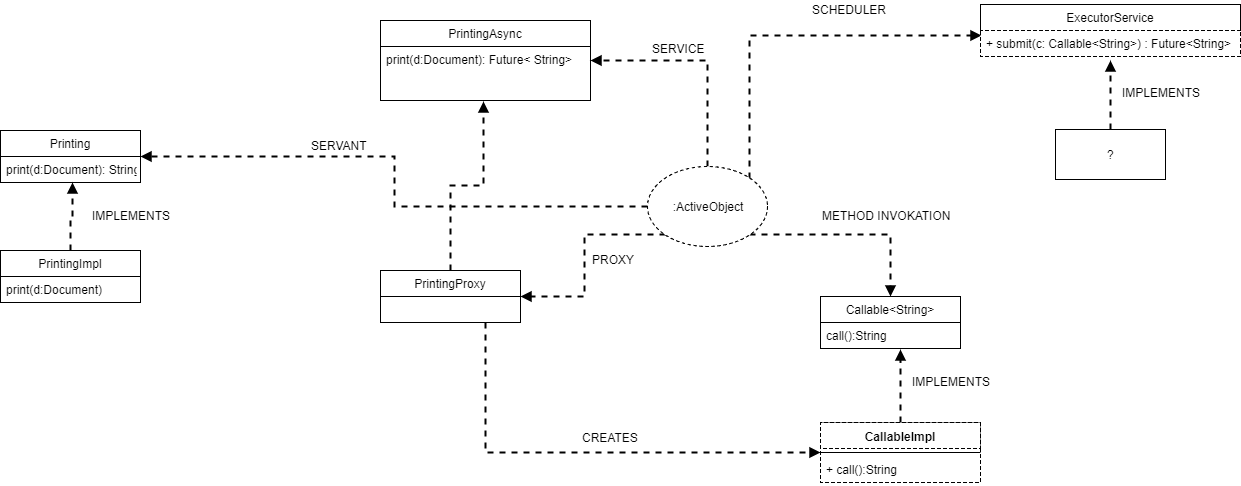 SCHEDULER
ExecutorService
+ submit(c: Callable<String>) : Future<String>
PrintingAsync
print(d:Document): Future< String>
SERVICE
IMPLEMENTS
?
Printing
print(d:Document): String
SERVANT
IMPLEMENTS
:ActiveObject
METHOD INVOKATION
PrintingImpl
print(d:Document)
PROXY
PrintingProxy
Callable<String>
call():String
IMPLEMENTS
CREATES
CallableImpl
+ call():String